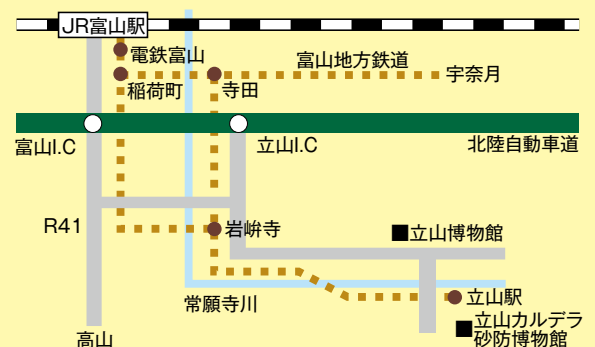 JR富山駅
電鉄富山
富山地方鉄道
宇奈月
稲荷町
寺田
富山I.C
立山I.C
北陸自動車道
R41
岩峅寺
■立山博物館
常願寺川
立山駅
高山
■立山カルデラ
砂防博物館